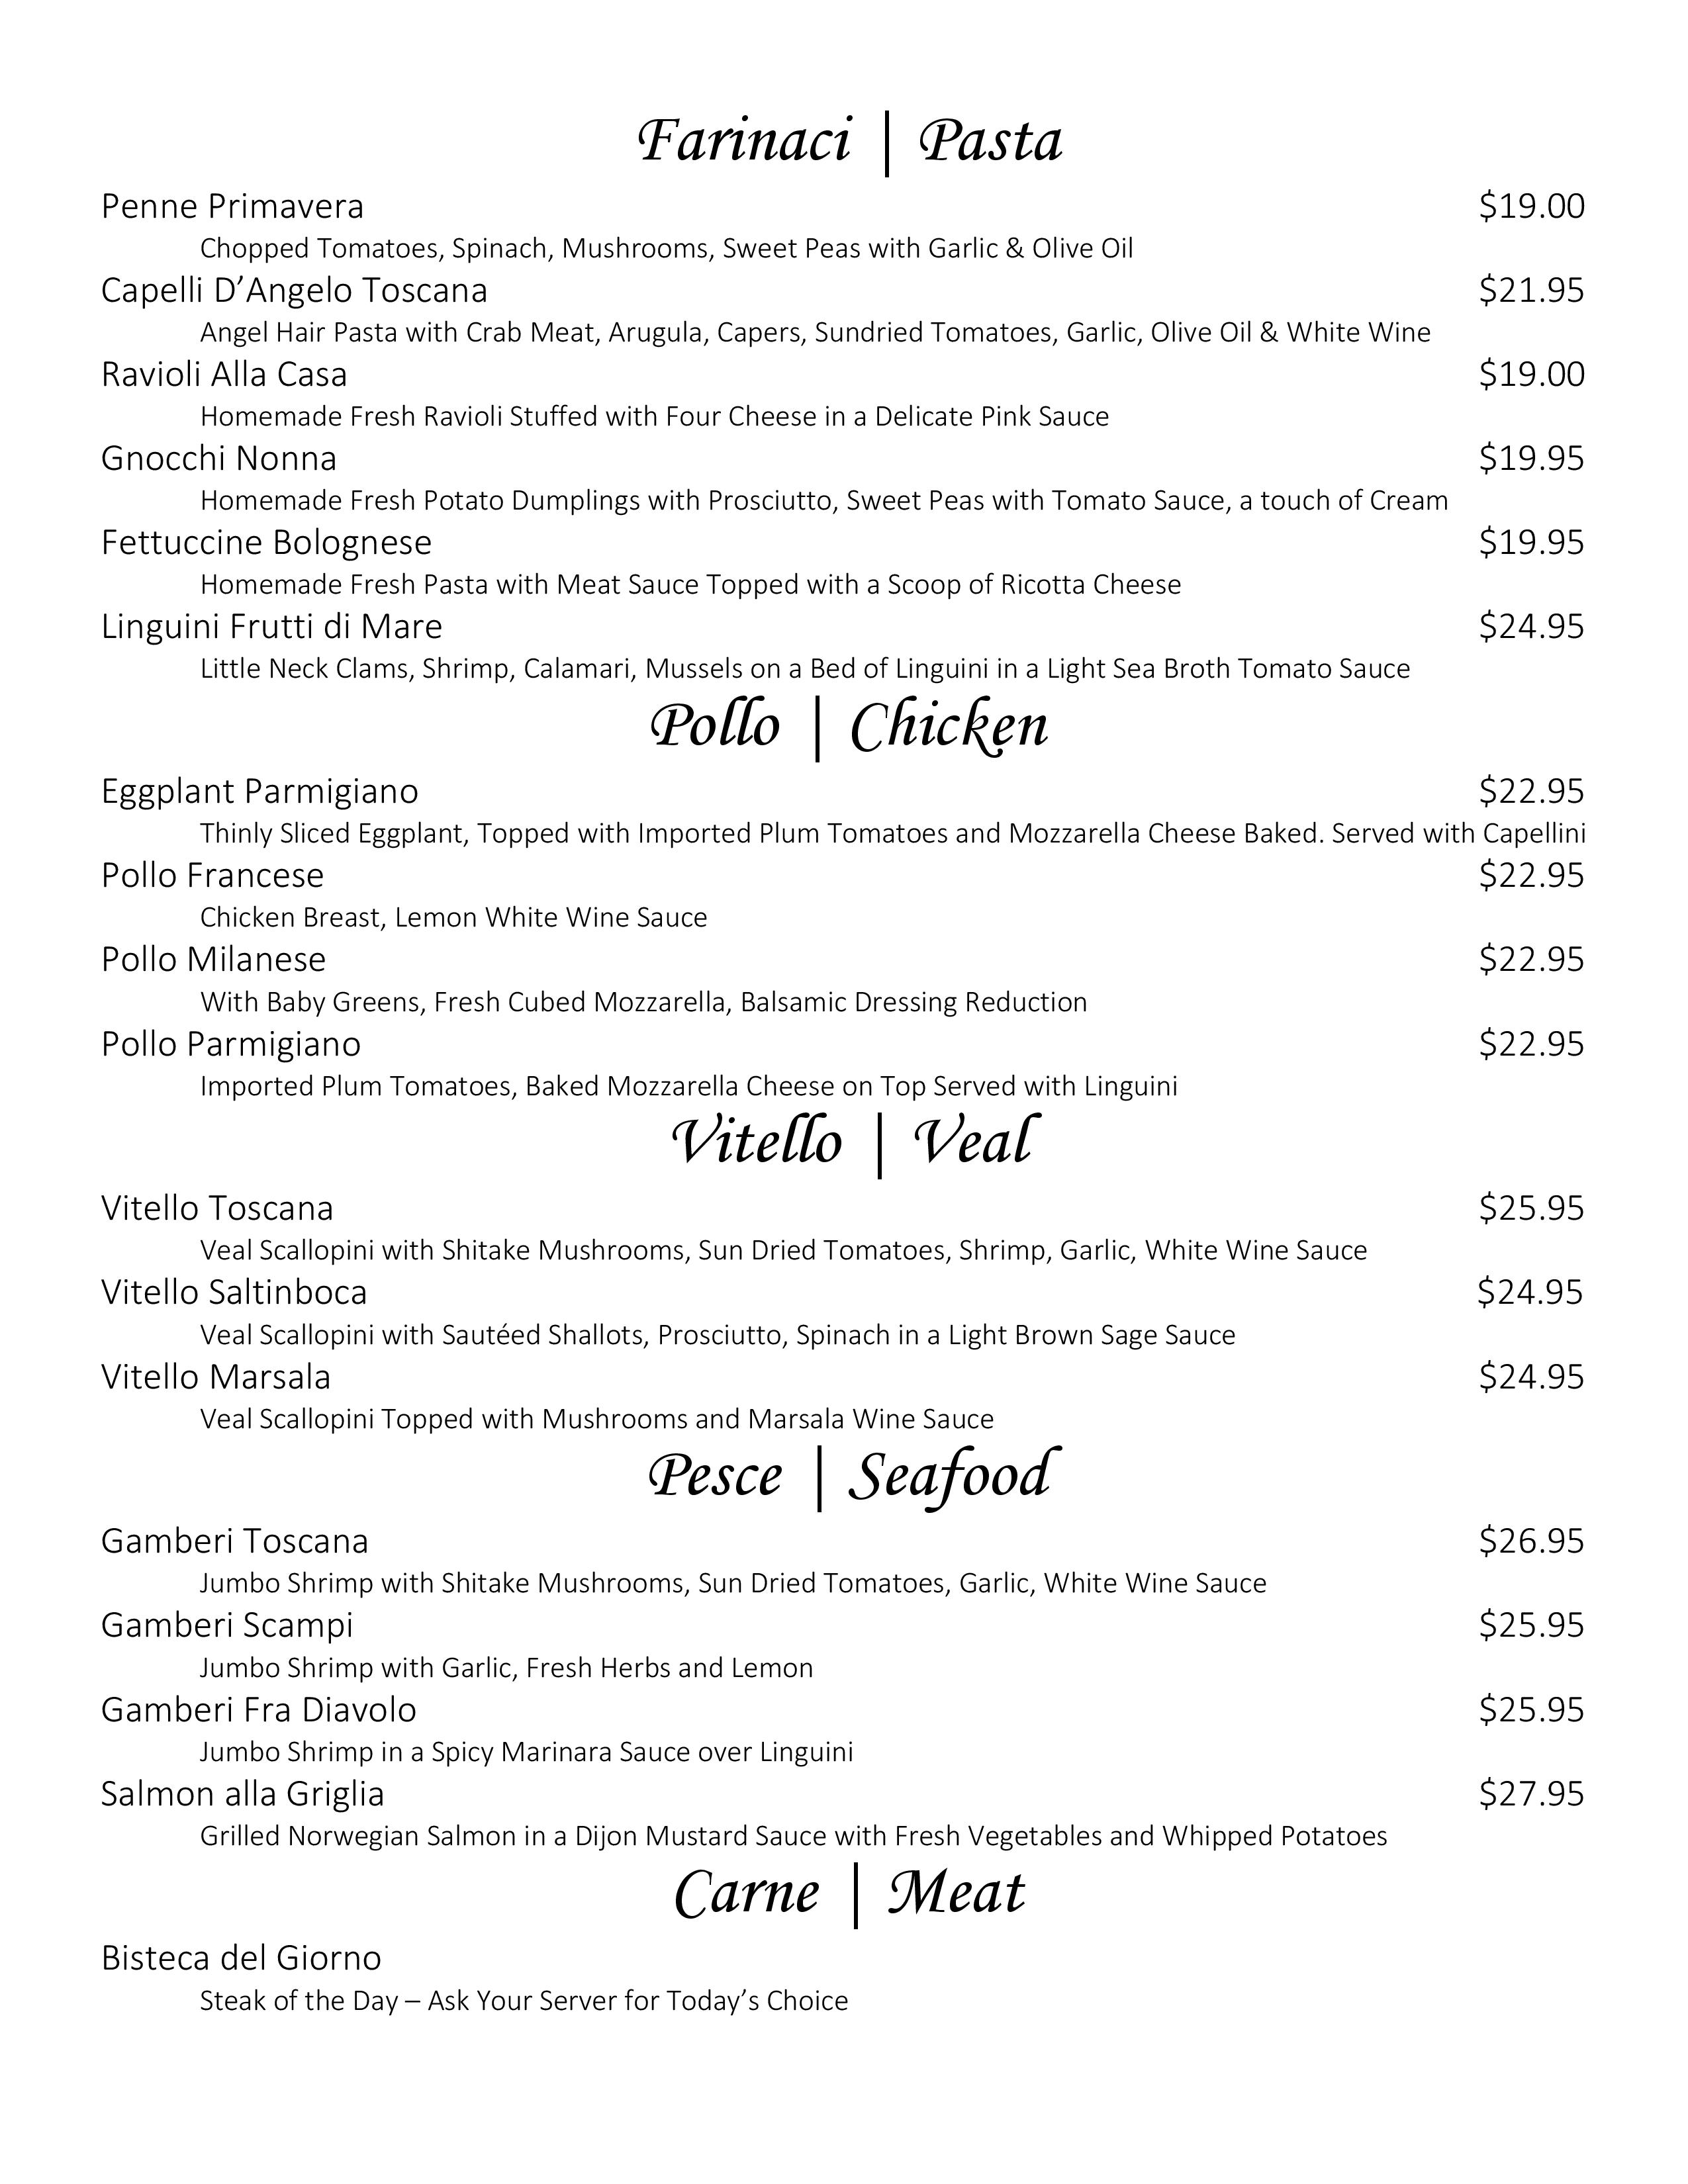 Farinaci | Pasta
Penne Primavera $19.00
Chopped Tomatoes, Spinach, Mushrooms, Sweet Peas with Garlic & Olive Oil
Capelli D’Angelo Toscana $21.95
Angel Hair Pasta with Crab Meat, Arugula, Capers, Sundried Tomatoes, Garlic, Olive Oil & White Wine
Ravioli Alla Casa $19.00
Homemade Fresh Ravioli Stuffed with Four Cheese in a Delicate Pink Sauce
Gnocchi Nonna $19.95
Homemade Fresh Potato Dumplings with Prosciutto, Sweet Peas with Tomato Sauce, a touch of Cream
Fettuccine Bolognese $19.95
Homemade Fresh Pasta with Meat Sauce Topped with a Scoop of Ricotta Cheese
Linguini Frutti di Mare $24.95
Little Neck Clams, Shrimp, Calamari, Mussels on a Bed of Linguini in a Light Sea Broth Tomato Sauce
Pollo | Chicken
Eggplant Parmigiano $22.95
Thinly Sliced Eggplant, Topped with Imported Plum Tomatoes and Mozzarella Cheese Baked. Served with Capellini
Pollo Francese $22.95
Chicken Breast, Lemon White Wine Sauce
Pollo Milanese $22.95
With Baby Greens, Fresh Cubed Mozzarella, Balsamic Dressing Reduction
Pollo Parmigiano $22.95
Imported Plum Tomatoes, Baked Mozzarella Cheese on Top Served with Linguini
Vitello | Veal
Vitello Toscana $25.95
Veal Scallopini with Shitake Mushrooms, Sun Dried Tomatoes, Shrimp, Garlic, White Wine Sauce
Vitello Saltinboca $24.95
Veal Scallopini with Sautéed Shallots, Prosciutto, Spinach in a Light Brown Sage Sauce
Vitello Marsala $24.95
Veal Scallopini Topped with Mushrooms and Marsala Wine Sauce
Pesce | Seafood
Gamberi Toscana $26.95
Jumbo Shrimp with Shitake Mushrooms, Sun Dried Tomatoes, Garlic, White Wine Sauce
Gamberi Scampi $25.95
Jumbo Shrimp with Garlic, Fresh Herbs and Lemon
Gamberi Fra Diavolo $25.95
Jumbo Shrimp in a Spicy Marinara Sauce over Linguini
Salmon alla Griglia $27.95
Grilled Norwegian Salmon in a Dijon Mustard Sauce with Fresh Vegetables and Whipped Potatoes
Carne | Meat
Bisteca del Giorno
Steak of the Day – Ask Your Server for Today’s Choice